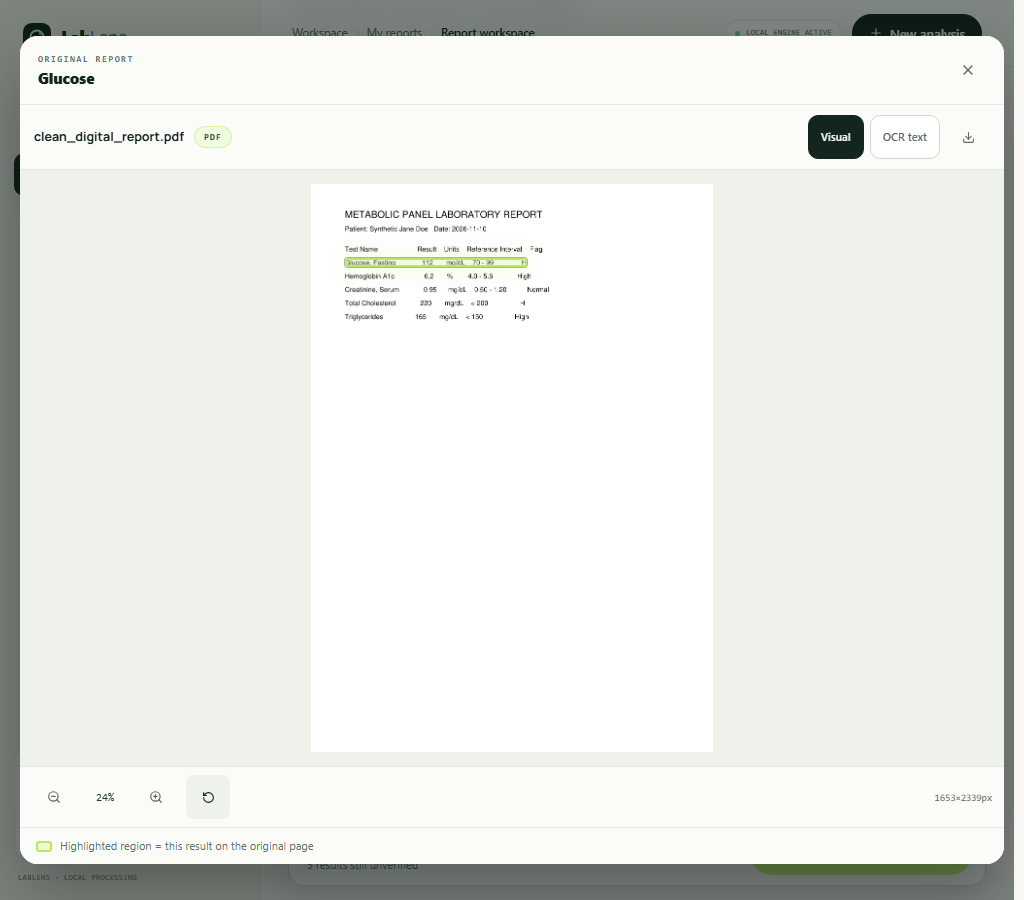 Workspace My reports Report workspace
LOCAL ENGINE ACTIVE
New analysis
ORIGINAL REPORT
Glucose
clean_digital_report.pdf PDF
Visual OCR text
METABOLIC PANEL LABORATORY REPORT
Patient: Synthetic Jane Doe Date: 2026-11-10
Test Name Result Units Reference Interval Flag
Glucose, Fasting 112 mg/dL 70 - 99 H
Hemoglobin A1c 6.2 % 4.0 - 5.6 High
Creatinine, Serum 0.95 mg/dL 0.60 - 1.20 Normal
Total Cholesterol 220 mg/dL < 200 H
Triglycerides 165 mg/dL < 150 High
24%
1653×2339px
Highlighted region = this result on the original page
5 results still unverified
LABLENS · LOCAL PROCESSING